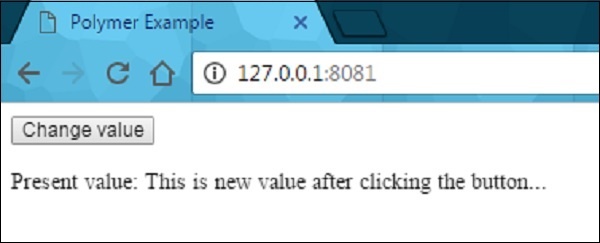 Polymer Example
127.0.0.1:8081
Change value
Present value: This is new value after clicking the button...